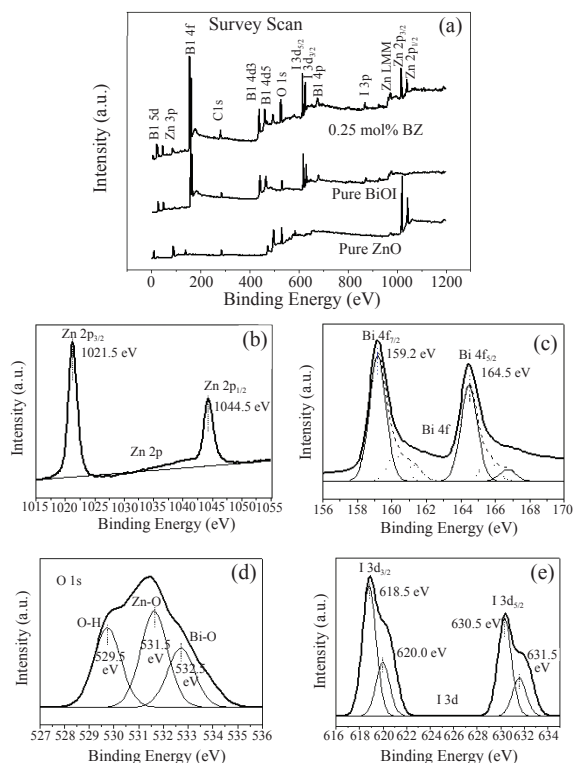 Survey Scan
(a)
Intensity (a.u.)
B1 5d
Zn 3p
B1 4f
C1s
B1 4d3
B1 4d5
O 1s
I 3d5/2
I 3d3/2
B1 4p
I 3p
Zn LMM
Zn 2p3/2
Zn 2p1/2
0.25 mol% BZ
Pure BiOI
Pure ZnO
0 200 400 600 800 1000 1200
Binding Energy (eV)
(b)
Zn 2p3/2
1021.5 eV
Zn 2p1/2
1044.5 eV
Zn 2p
Intensity (a.u.)
1015 1020 1025 1030 1035 1040 1045 1050 1055
Binding Energy (eV)
(c)
Bi 4f7/2
159.2 eV
Bi 4f5/2
164.5 eV
Bi 4f
Intensity (a.u.)
156 158 160 162 164 166 168 170
Binding Energy (eV)
(d)
O 1s
Zn-O
O-H
Bi-O
529.5
eV
531.5
eV
532.5
eV
Intensity (a.u.)
527 528 529 530 531 532 533 534 535 536
Binding Energy (eV)
(e)
I 3d3/2
618.5 eV
620.0 eV
I 3d5/2
630.5 eV
631.5
eV
I 3d
Intensity (a.u.)
616 618 620 622 624 626 628 630 632 634
Binding Energy (eV)